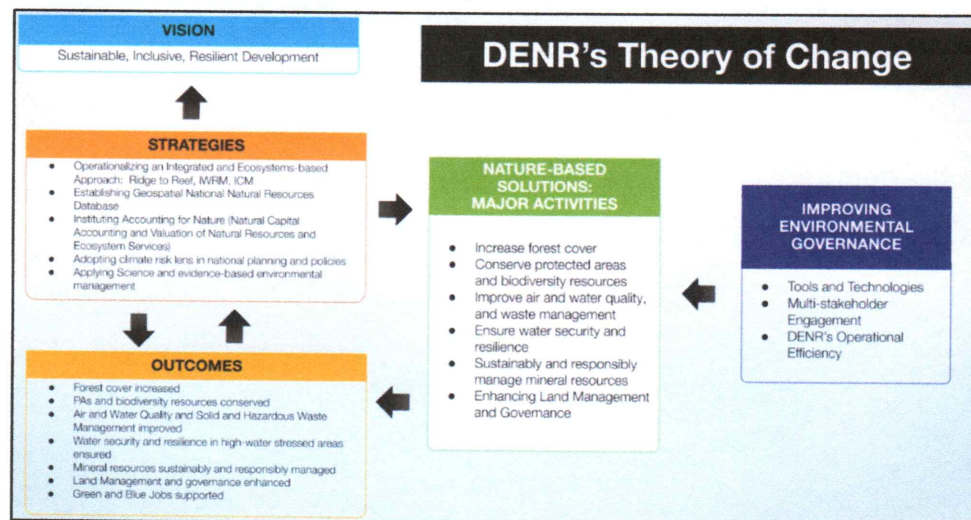 VISION
Sustainable, Inclusive, Resilient Development
DENR's Theory of Change
STRATEGIES
● Operationalizing an Integrated and Ecosystems-based
Approach: Ridge to Reef, IWRM, ICM
● Establishing Geospatial National Natural Resources
Database
● Instituting Accounting for Nature (Natural Capital
Accounting and Valuation of Natural Resources and
Ecosystem Services)
● Adopting climate risk lens in national planning and policies
● Applying Science and evidence-based environmental
management
OUTCOMES
● Forest cover increased
● PAs and biodiversity resources conserved
● Air and Water Quality and Solid and Hazardous Waste
Management improved
● Water security and resilience in high-water stressed areas
ensured
● Mineral resources sustainably and responsibly managed
● Land Management and governance enhanced
● Green and Blue Jobs supported
NATURE-BASED
SOLUTIONS:
MAJOR ACTIVITIES
● Increase forest cover
● Conserve protected areas
and biodiversity resources
● Improve air and water quality,
and waste management
● Ensure water security and
resilience
● Sustainably and responsibly
manage mineral resources
● Enhancing Land Management
and Governance
IMPROVING
ENVIRONMENTAL
GOVERNANCE
● Tools and Technologies
● Multi-stakeholder
Engagement
● DENR's Operational
Efficiency